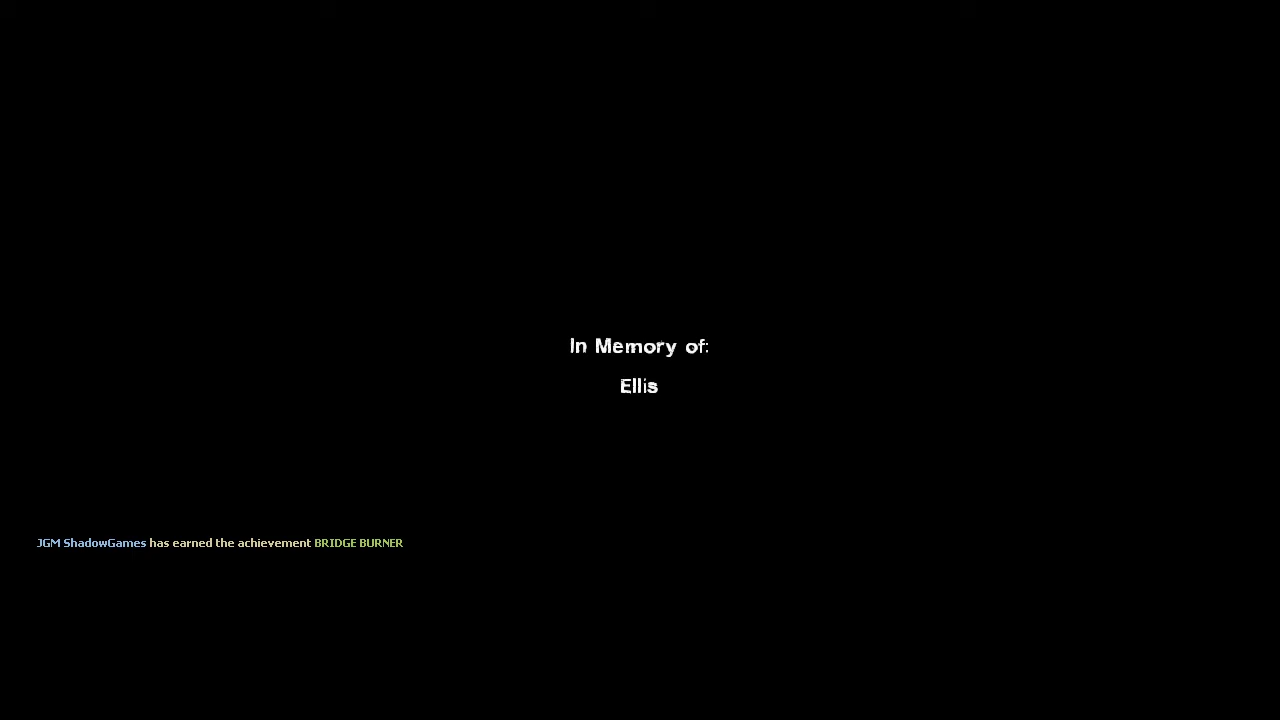 In Memory of:
Ellis
JGM ShadowGames has earned the achievement BRIDGE BURNER